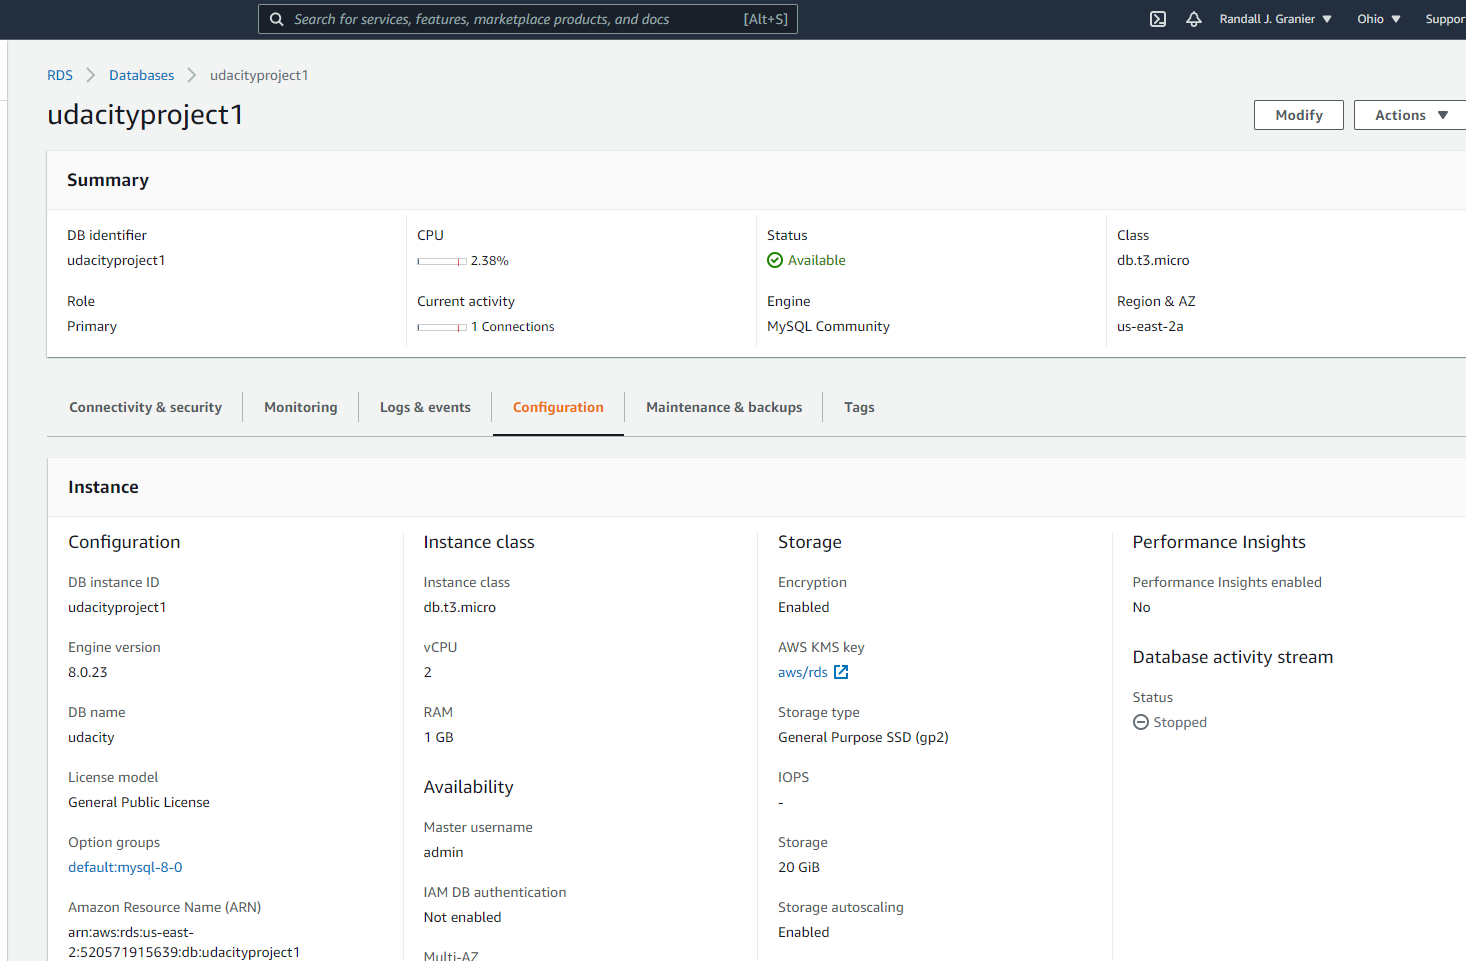 Search for services, features, marketplace products, and docs [Alt+S] Randall J. Granier Ohio Suppor
RDS Databases udacityproject1
udacityproject1
Modify Actions
Summary
DB identifier CPU Status Class
udacityproject1 2.38% Available db.t3.micro
Role Current activity Engine Region & AZ
Primary 1 Connections MySQL Community us-east-2a
Connectivity & security Monitoring Logs & events Configuration Maintenance & backups Tags
Instance
Configuration
DB instance ID
udacityproject1
Engine version
8.0.23
DB name
udacity
License model
General Public License
Option groups
default:mysql-8-0
Amazon Resource Name (ARN)
arn:aws:rds:us-east-
2:520571915639:db:udacityproject1
Instance class
Instance class
db.t3.micro
vCPU
2
RAM
1 GB
Availability
Master username
admin
IAM DB authentication
Not enabled
Multi-AZ
Storage
Encryption
Enabled
AWS KMS key
aws/rds
Storage type
General Purpose SSD (gp2)
IOPS
-
Storage
20 GiB
Storage autoscaling
Enabled
Performance Insights
Performance Insights enabled
No
Database activity stream
Status
Stopped